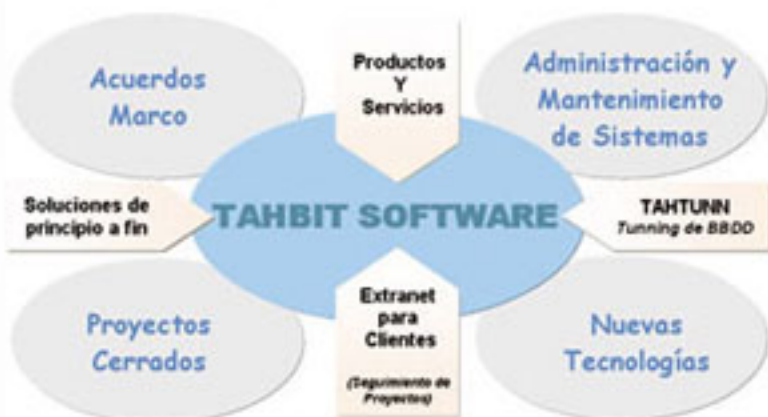 Acuerdos
Marco
Productos
Y
Servicios
Administración y
Mantenimiento
de Sistemas
Soluciones de
principio a fin
TAHBIT SOFTWARE
TAHTUNN
Tunning de BBDD
Proyectos
Cerrados
Extranet
para
Clientes
(Seguimiento de
Proyectos)
Nuevas
Tecnologías